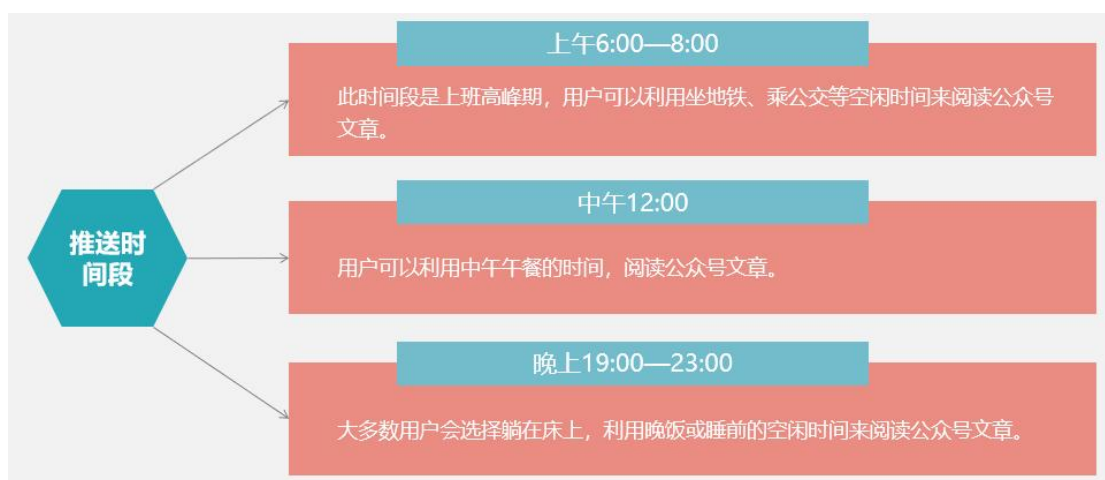 推送时
间段
上午6:00—8:00
此时间段是上班高峰期，用户可以利用坐地铁、乘公交等空闲时间来阅读公众号
文章。
中午12:00
用户可以利用中午午餐的时间，阅读公众号文章。
晚上19:00—23:00
大多数用户会选择躺在床上，利用晚饭或睡前的空闲时间来阅读公众号文章。